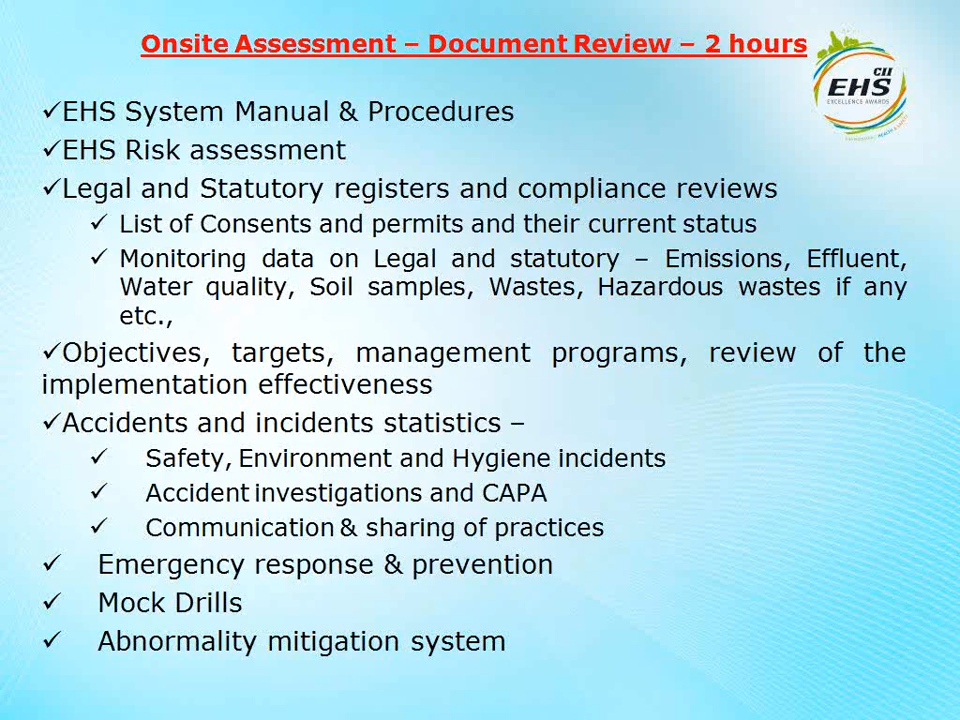 Onsite Assessment – Document Review – 2 hours
CII
EHS
EXCELLENCE AWARDS
✓EHS System Manual & Procedures
✓EHS Risk assessment
✓Legal and Statutory registers and compliance reviews
✓ List of Consents and permits and their current status
✓ Monitoring data on Legal and statutory – Emissions, Effluent,
Water quality, Soil samples, Wastes, Hazardous wastes if any
etc.,
✓Objectives, targets, management programs, review of the
implementation effectiveness
✓Accidents and incidents statistics –
✓ Safety, Environment and Hygiene incidents
✓ Accident investigations and CAPA
✓ Communication & sharing of practices
✓ Emergency response & prevention
✓ Mock Drills
✓ Abnormality mitigation system